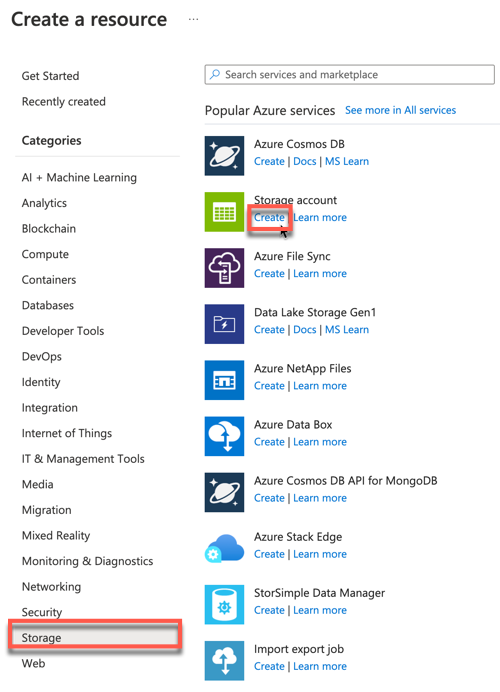 Create a resource ...
Get Started
Recently created
Categories
AI + Machine Learning
Analytics
Blockchain
Compute
Containers
Databases
Developer Tools
DevOps
Identity
Integration
Internet of Things
IT & Management Tools
Media
Migration
Mixed Reality
Monitoring & Diagnostics
Networking
Security
Storage
Web
Search services and marketplace
Popular Azure services See more in All services
Azure Cosmos DB
Create | Docs | MS Learn
Storage account
Create | Learn more
Azure File Sync
Create | Learn more
Data Lake Storage Gen1
Create | Docs | MS Learn
Azure NetApp Files
Create | Learn more
Azure Data Box
Create | Learn more
Azure Cosmos DB API for MongoDB
Create | Learn more
Azure Stack Edge
Create | Learn more
StorSimple Data Manager
Create | Learn more
Import export job
Create | Learn more